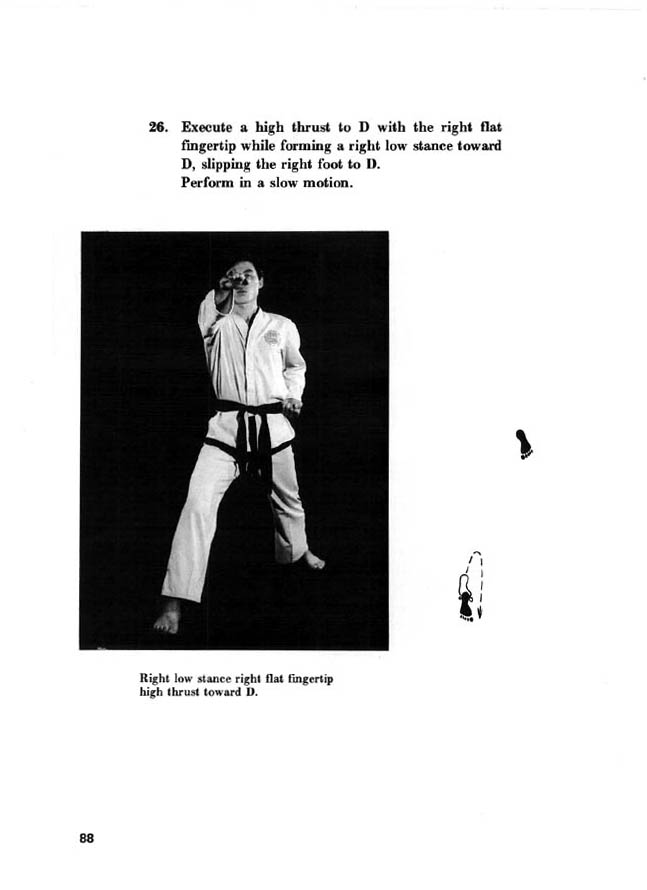 26. Execute a high thrust to D with the right flat
fingertip while forming a right low stance toward
D, slipping the right foot to D.
Perform in a slow motion.
Right low stance right flat fingertip
high thrust toward D.
88